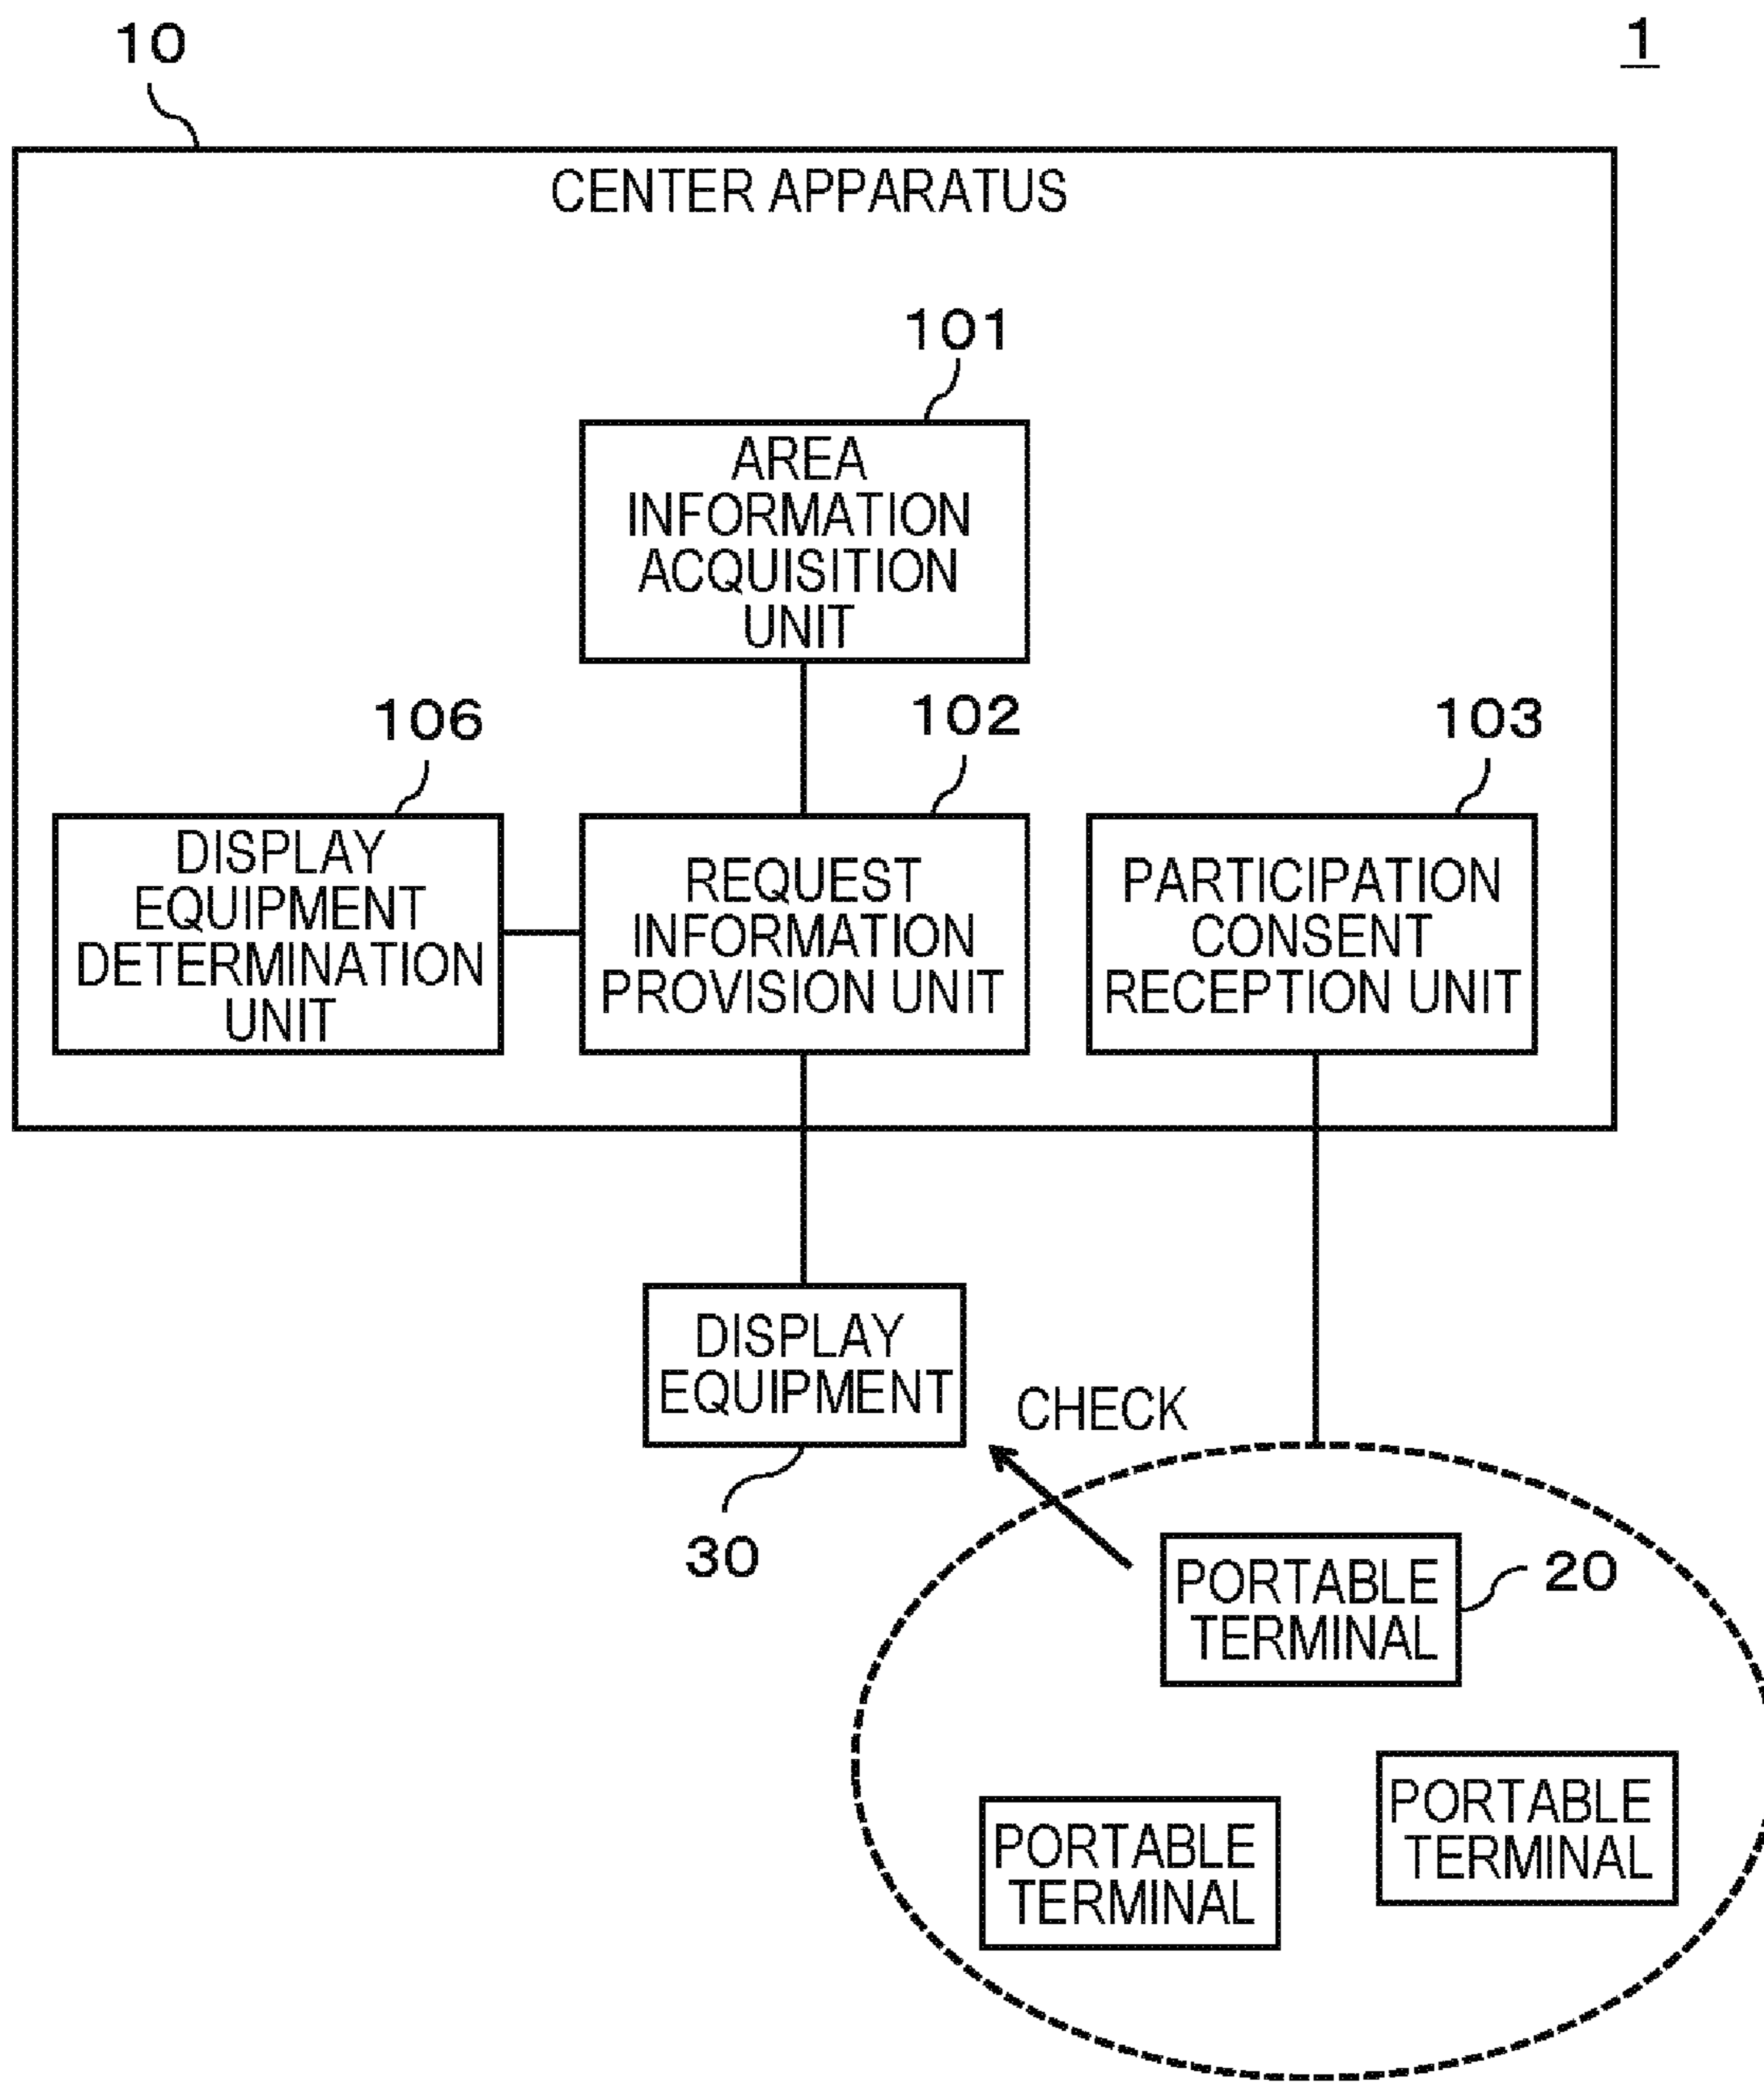 10
1
CENTER APPARATUS
101
AREA
INFORMATION
ACQUISITION
UNIT
106
102
103
DISPLAY
EQUIPMENT
DETERMINATION
UNIT
REQUEST
INFORMATION
PROVISION UNIT
PARTICIPATION
CONSENT
RECEPTION UNIT
DISPLAY
EQUIPMENT
CHECK
30
PORTABLE
TERMINAL
20
PORTABLE
TERMINAL
PORTABLE
TERMINAL